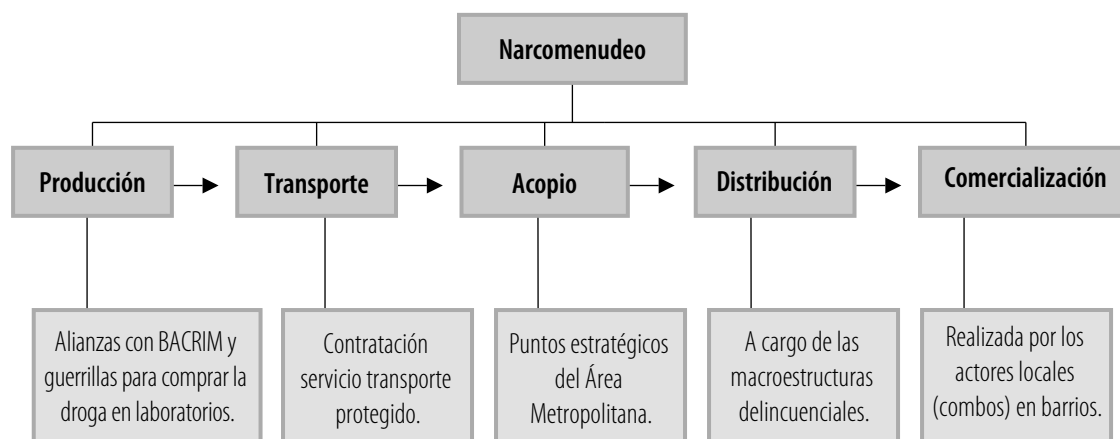 Narcomenudeo
Producción
Transporte
Acopio
Distribución
Comercialización
Alianzas con BACRIM y
guerrillas para comprar la
droga en laboratorios.
Contratación
servicio transporte
protegido.
Puntos estratégicos
del Área
Metropolitana.
A cargo de las
macroestructuras
delincuenciales.
Realizada por los
actores locales
(combos) en barrios.